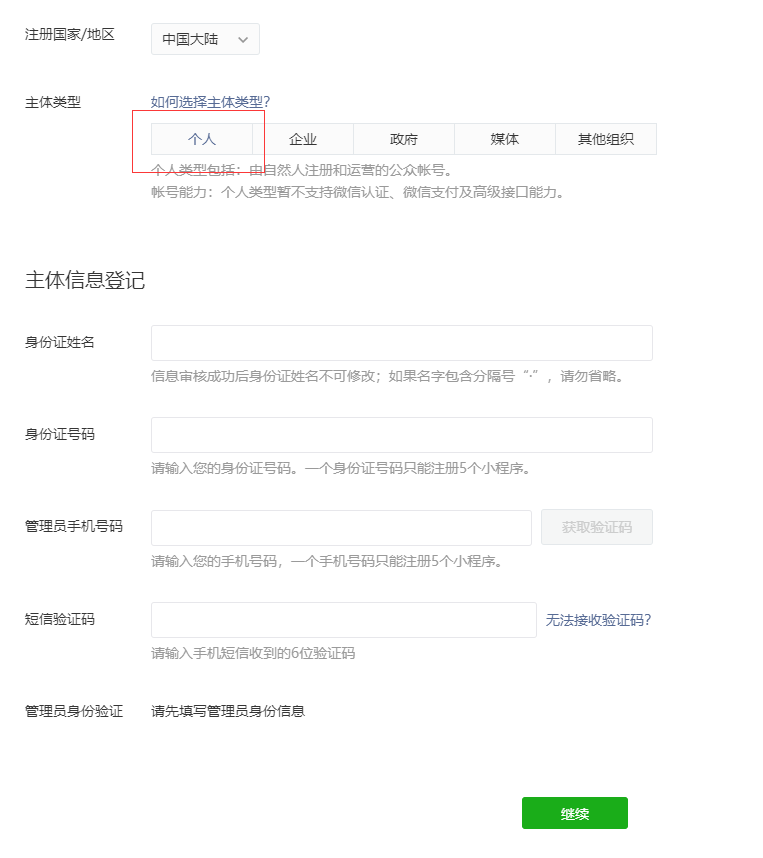 注册国家/地区 中国大陆
主体类型 如何选择主体类型?
个人 企业 政府 媒体 其他组织
个人类型包括：由自然人注册和运营的公众帐号。
帐号能力：个人类型暂不支持微信认证、微信支付及高级接口能力。
主体信息登记
身份证姓名
信息审核成功后身份证姓名不可修改；如果名字包含分隔号“·”，请勿省略。
身份证号码
请输入您的身份证号码。一个身份证号码只能注册5个小程序。
管理员手机号码 获取验证码
请输入您的手机号码，一个手机号码只能注册5个小程序。
短信验证码 无法接收验证码?
请输入手机短信收到的6位验证码
管理员身份验证 请先填写管理员身份信息
继续